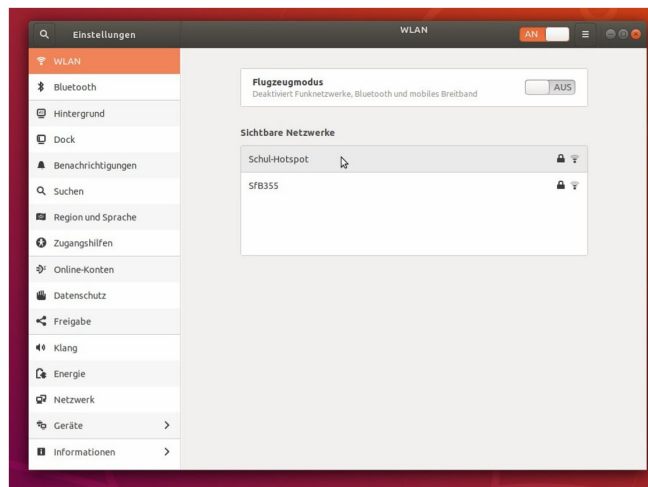 Einstellungen
WLAN
AN
WLAN
Bluetooth
Hintergrund
Dock
Benachrichtigungen
Suchen
Region und Sprache
Zugangshilfen
Online-Konten
Datenschutz
Freigabe
Klang
Energie
Netzwerk
Geräte
Informationen
Flugzeugmodus
Deaktiviert Funknetzwerke, Bluetooth und mobiles Breitband
AUS
Sichtbare Netzwerke
Schul-Hotspot
SfB355